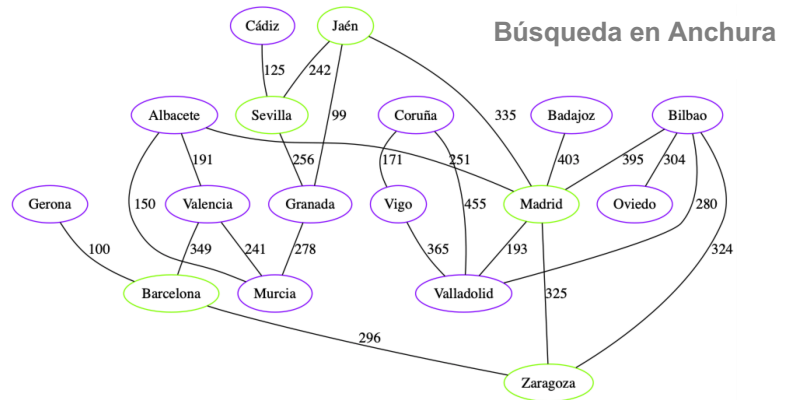 Búsqueda en Anchura
Cádiz Jaén
125 242
Albacete Sevilla 99 Coruña 335 Badajoz Bilbao
191 256 171 251 403 395 304
Gerona 150 Valencia Granada Vigo 455 Madrid Oviedo 280
100 349 241 278 365 193 324
Barcelona Murcia Valladolid 325
296
Zaragoza